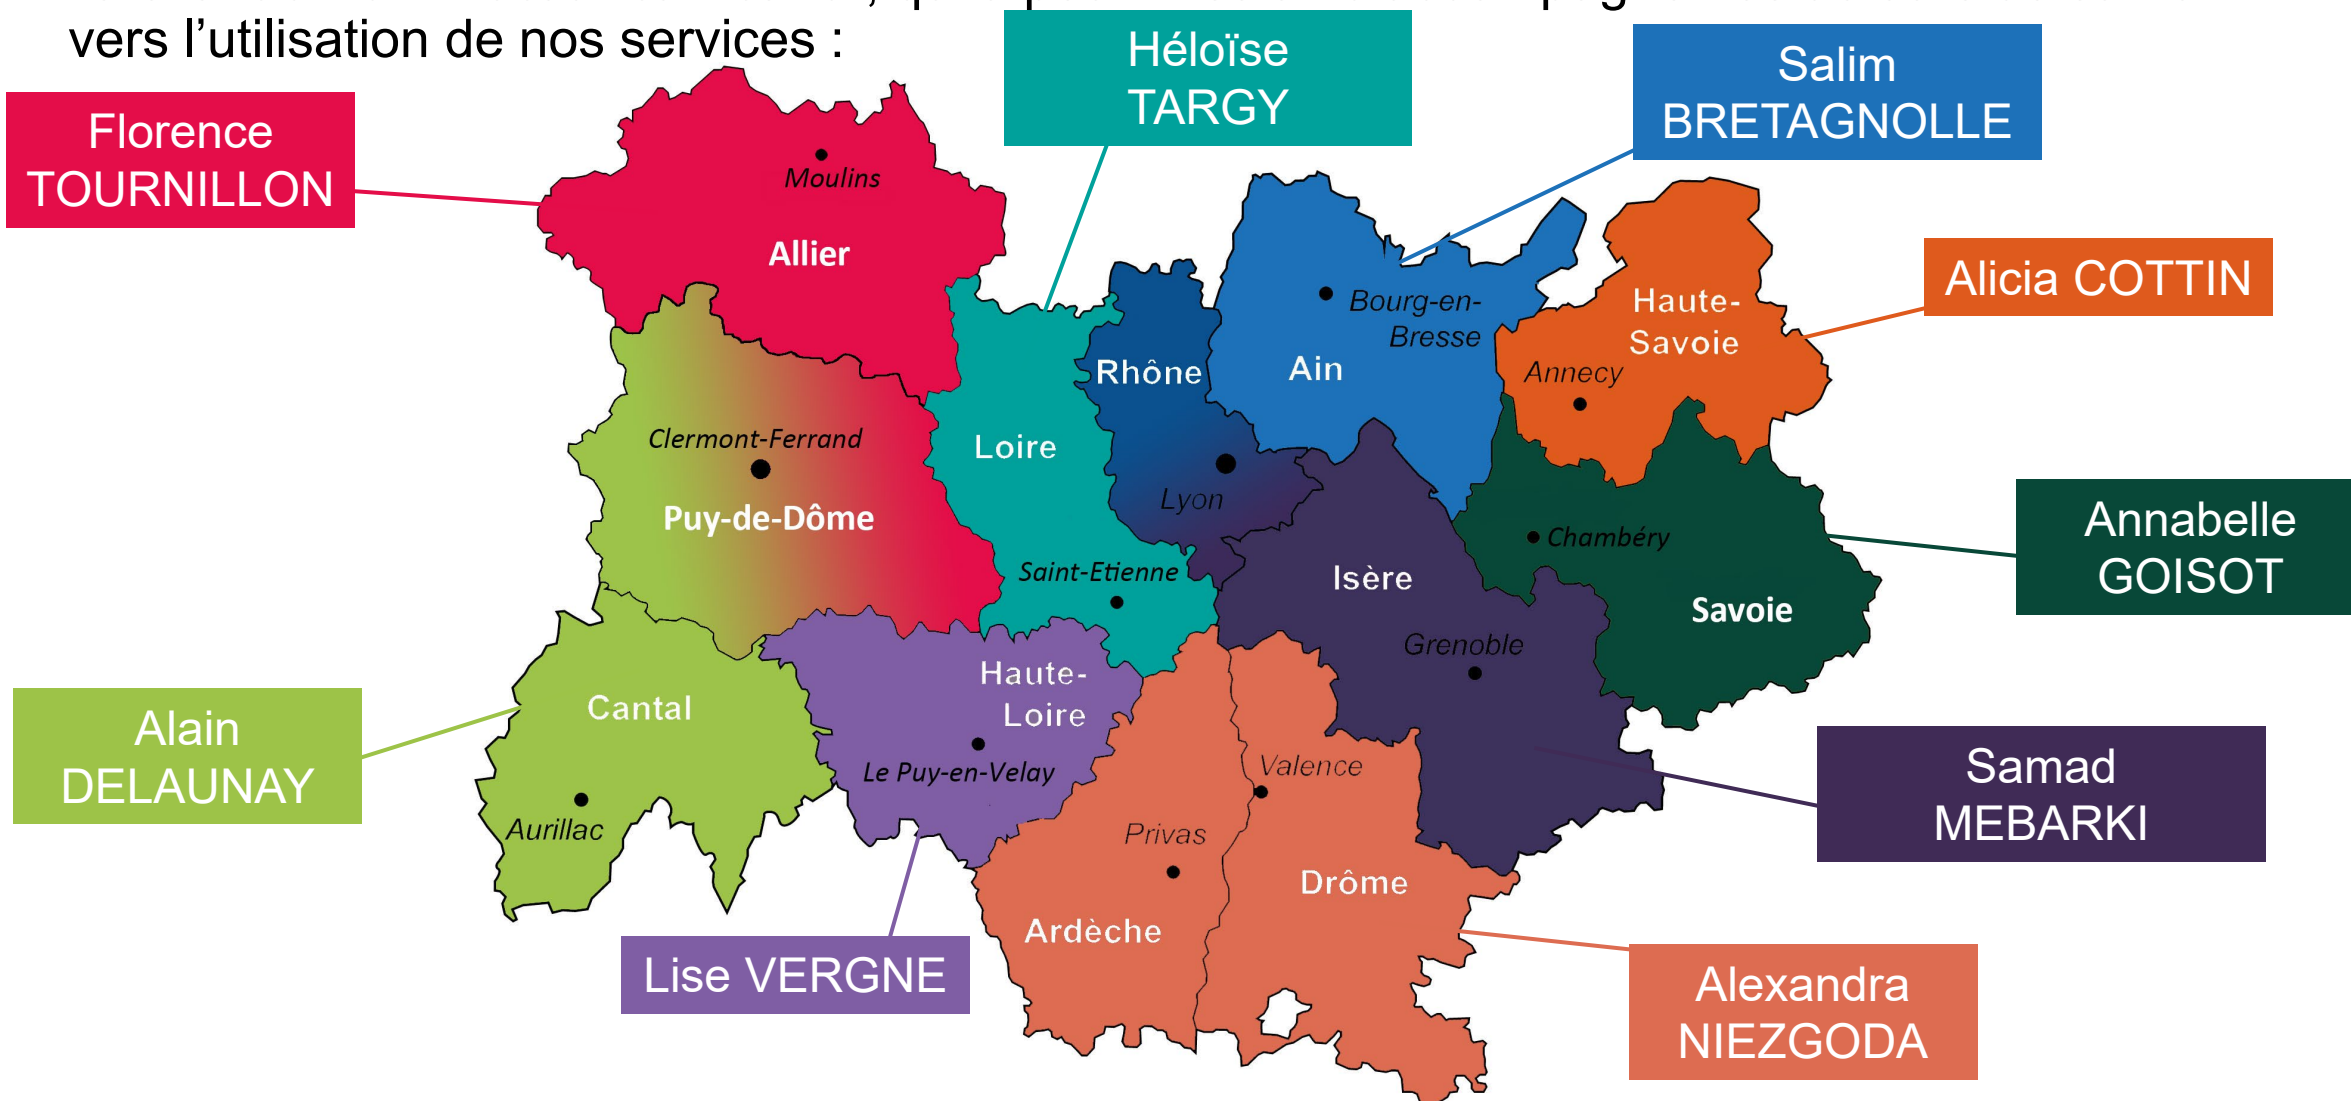 vers l’utilisation de nos services :
Héloïse
TARGY
Salim
BRETAGNOLLE
Florence
TOURNILLON
Moulins
Allier
Alicia COTTIN
Bourg-en-
Bresse
Haute-
Savoie
Rhône
Ain
Annecy
Clermont-Ferrand
Loire
Lyon
Puy-de-Dôme
Chambéry
Annabelle
GOISOT
Saint-Etienne
Isère
Savoie
Grenoble
Haute-
Loire
Cantal
Alain
DELAUNAY
Le Puy-en-Velay
Valence
Samad
MEBARKI
Aurillac
Privas
Drôme
Ardèche
Lise VERGNE
Alexandra
NIEZGODA